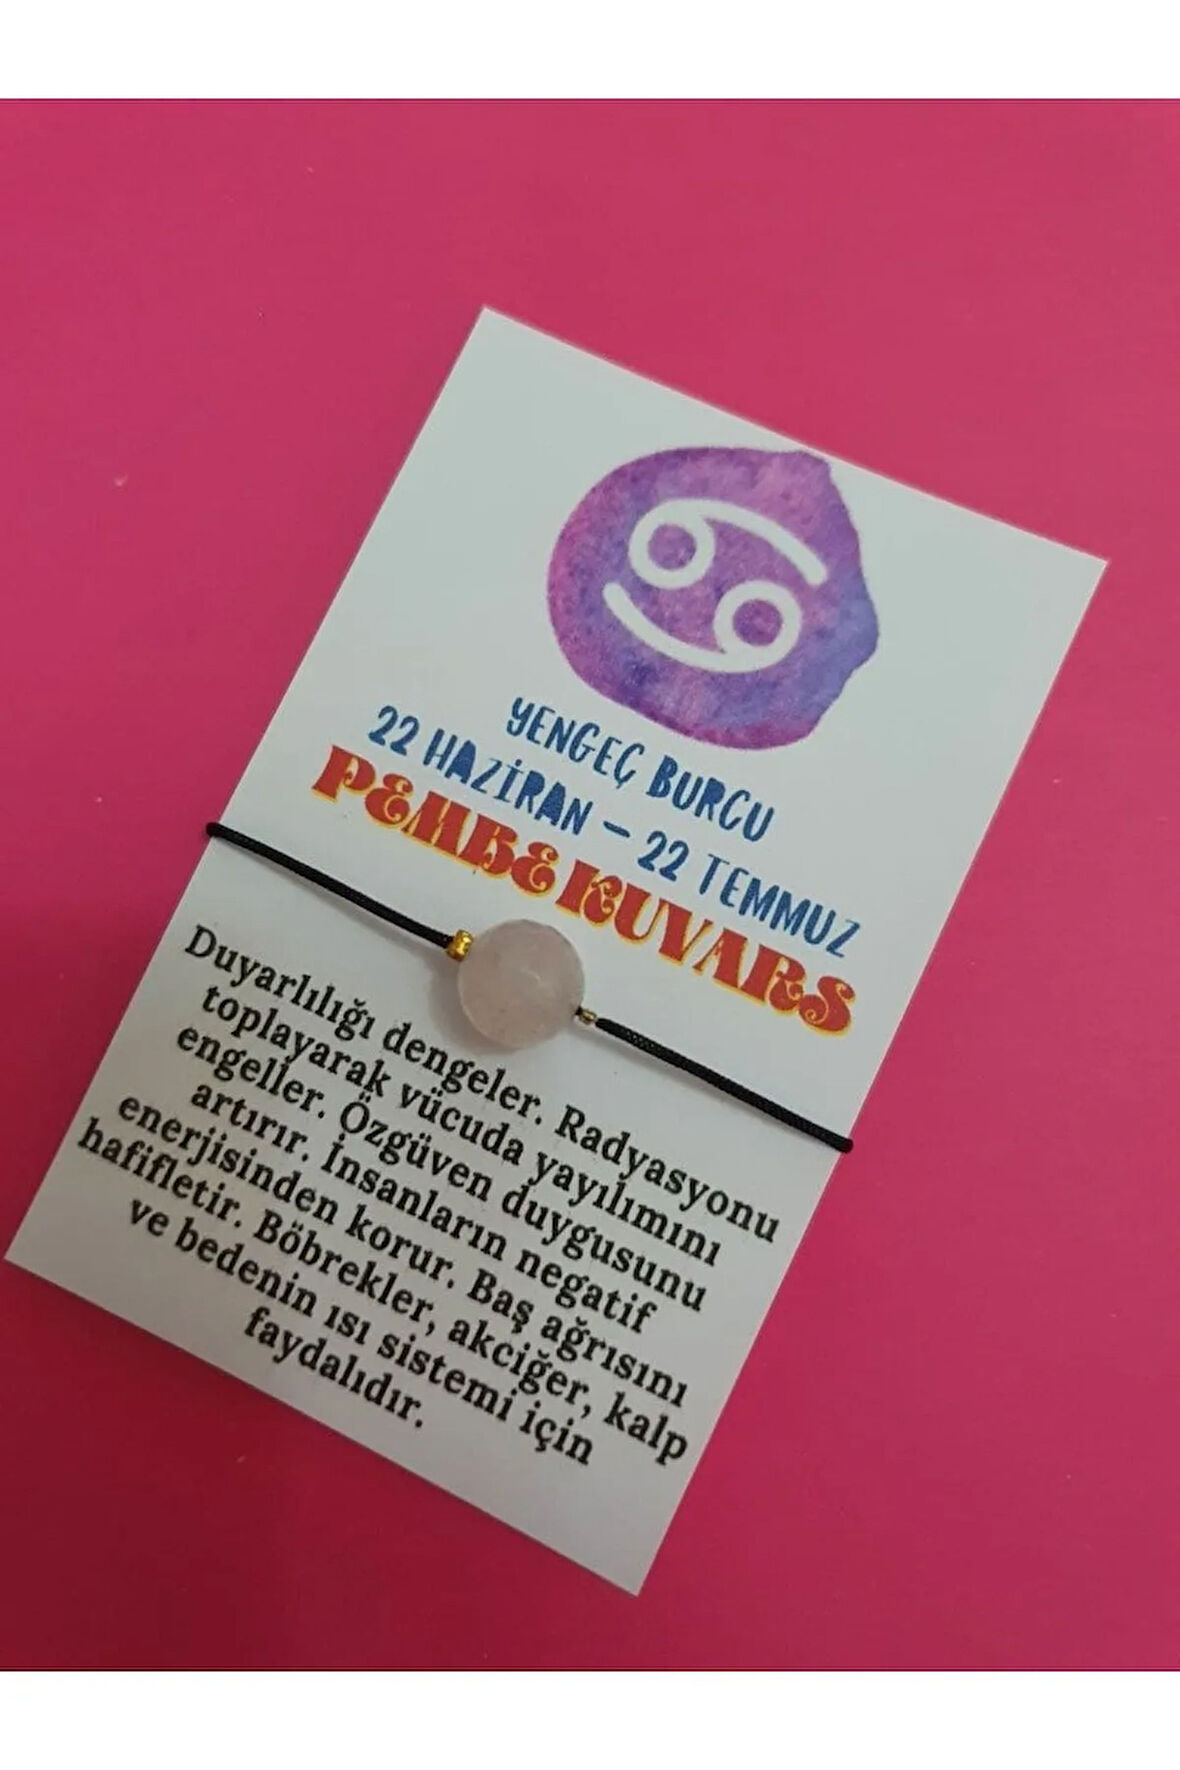 YENGEÇ BURCU
22 HAZİRAN - 22 TEMMUZ
PEMBE KUVARS
Duyarlılığı dengeler. Radyasyonu
toplayarak vücuda yayılımını
engeller. Özgüven duygusunu
artırır. İnsanların negatif
enerjisinden korur. Baş ağrısını
hafifletir. Böbrekler, akciğer, kalp
ve bedenin ısı sistemi için
faydalıdır.